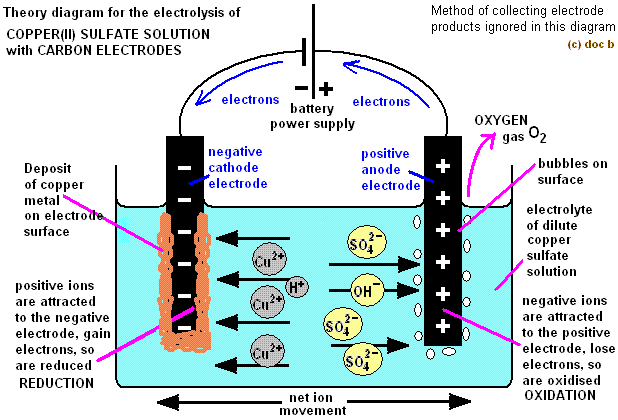 Theory diagram for the electrolysis of
COPPER(II) SULFATE SOLUTION
with CARBON ELECTRODES
Method of collecting electrode
products ignored in this diagram
(c) doc b
electrons
electrons
− +
battery
power supply
OXYGEN
gas O2
negative
cathode
electrode
positive
anode
electrode
bubbles on
surface
Deposit
of copper
metal
on electrode
surface
electrolyte
of dilute
copper
sulfate
solution
− − − − − −
+ + + + + +
Cu2+
H+
Cu2+
Cu2+
SO42−
OH−
SO42−
SO42−
positive ions
are attracted
to the negative
electrode, gain
electrons, so
are reduced
REDUCTION
negative ions
are attracted
to the positive
electrode, lose
electrons, so
are oxidised
OXIDATION
net ion
movement